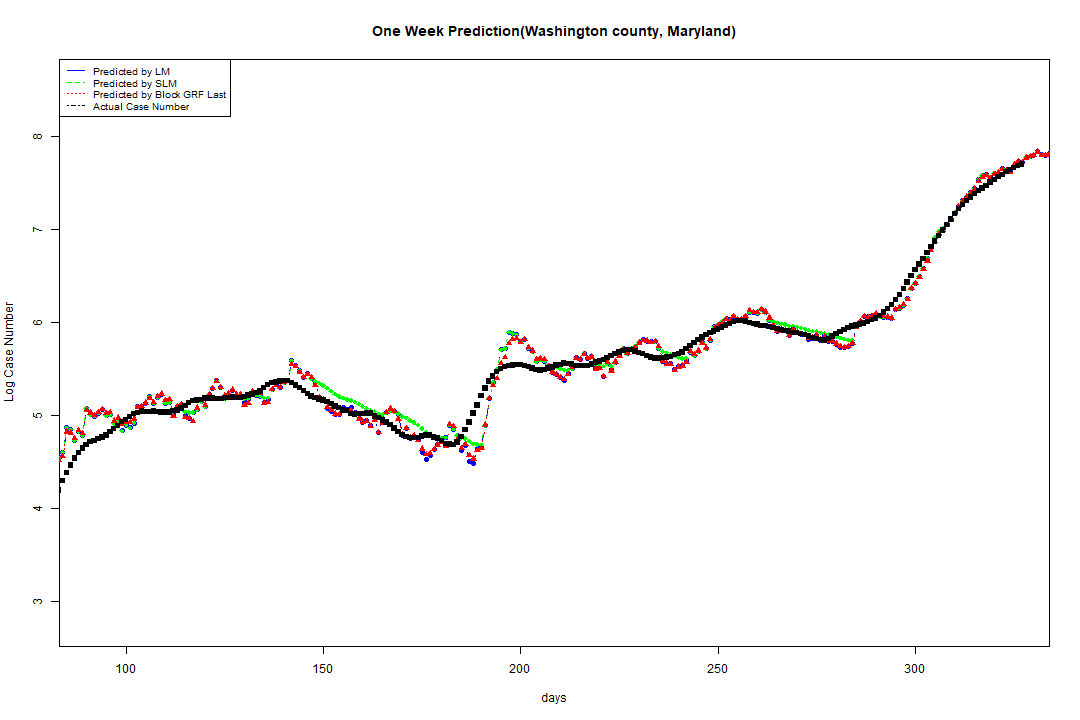 One Week Prediction(Washington county, Maryland)
Predicted by LM
Predicted by SLM
Predicted by Block GRF Last
Actual Case Number
8
7
6
5
4
3
Log Case Number
100 150 200 250 300
days